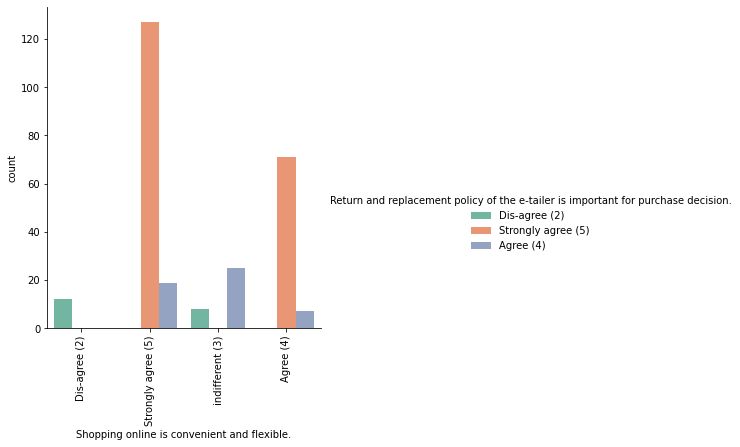 120
100
80
60
40
20
0
count
Dis-agree (2)
Strongly agree (5)
indifferent (3)
Agree (4)
Shopping online is convenient and flexible.
Return and replacement policy of the e-tailer is important for purchase decision.
Dis-agree (2)
Strongly agree (5)
Agree (4)